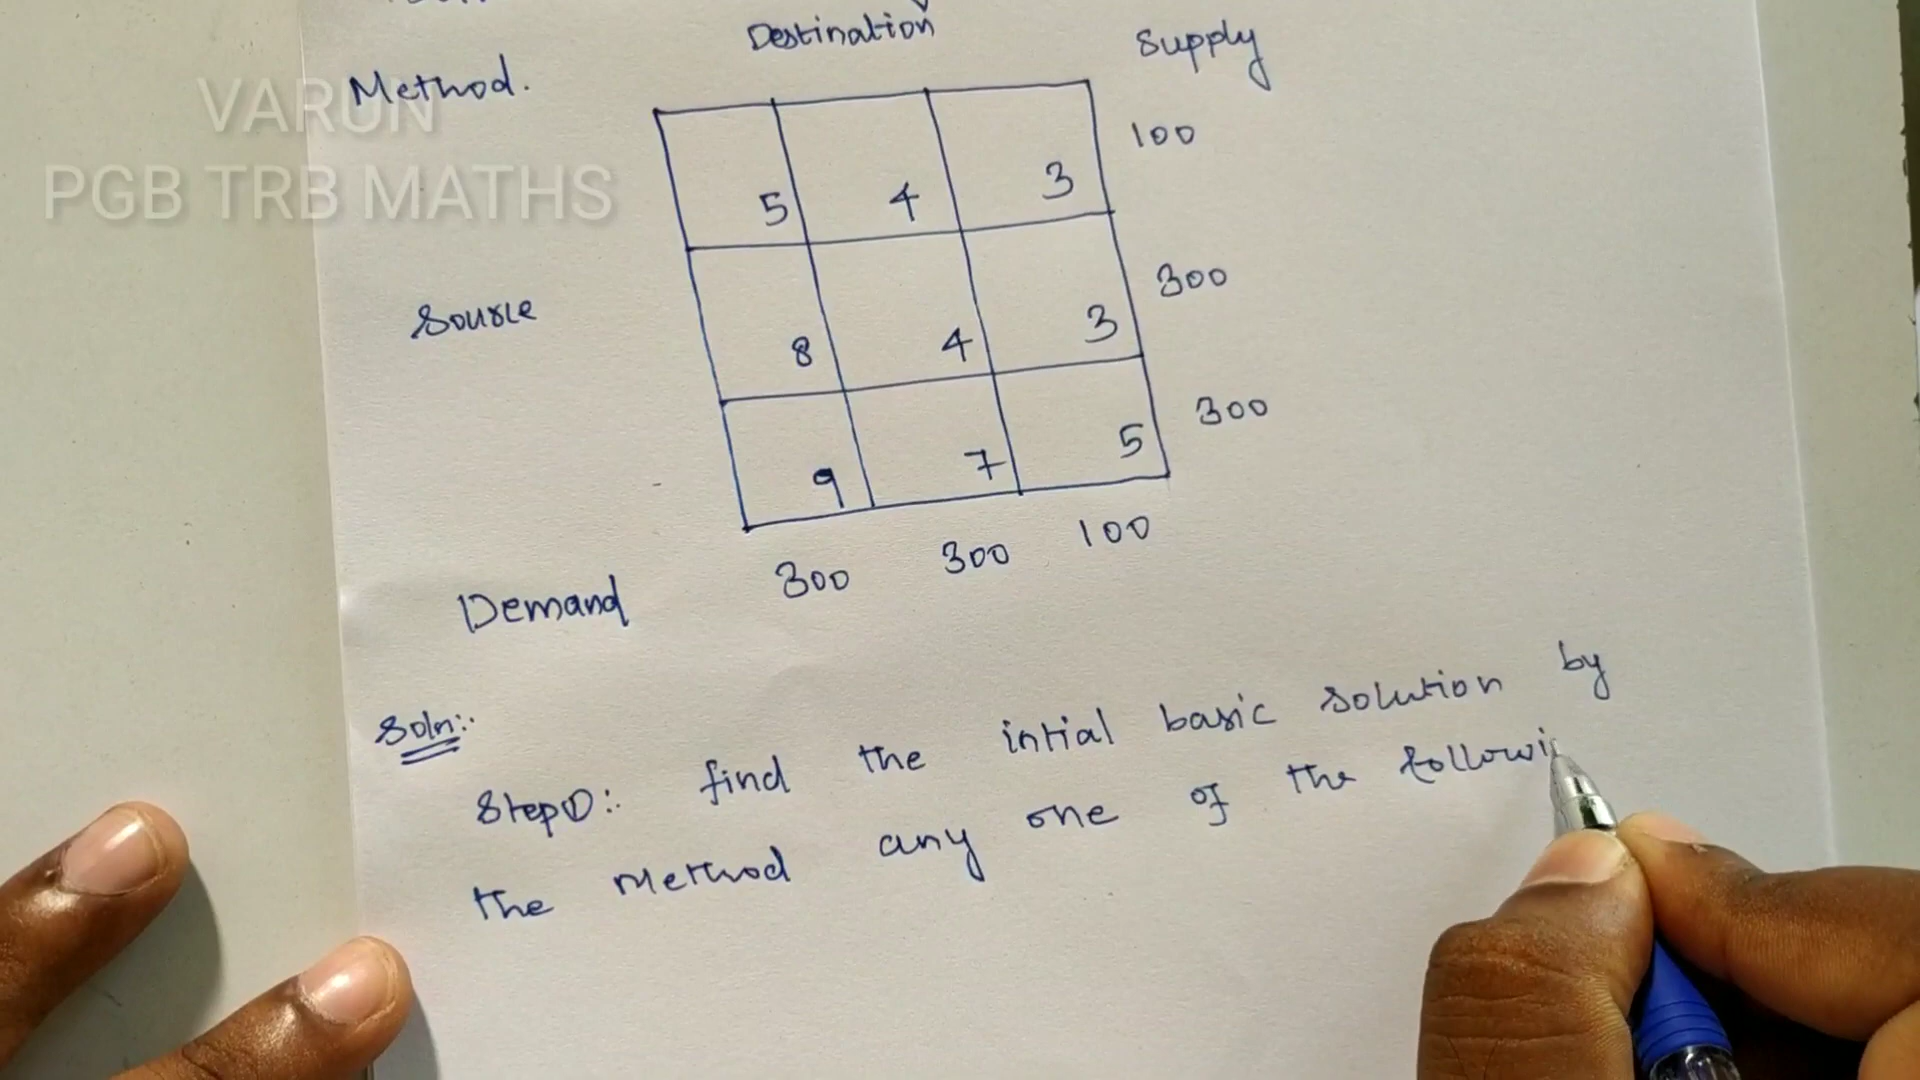 Destination Supply
Method.
VARUN
PGB TRB MATHS
100
5 4 3
300
Source
8 4 3
300
9 7 5
Demand 300 300 100
Soln:-
Step①:- find the intial basic solution by
the method any one of the followi